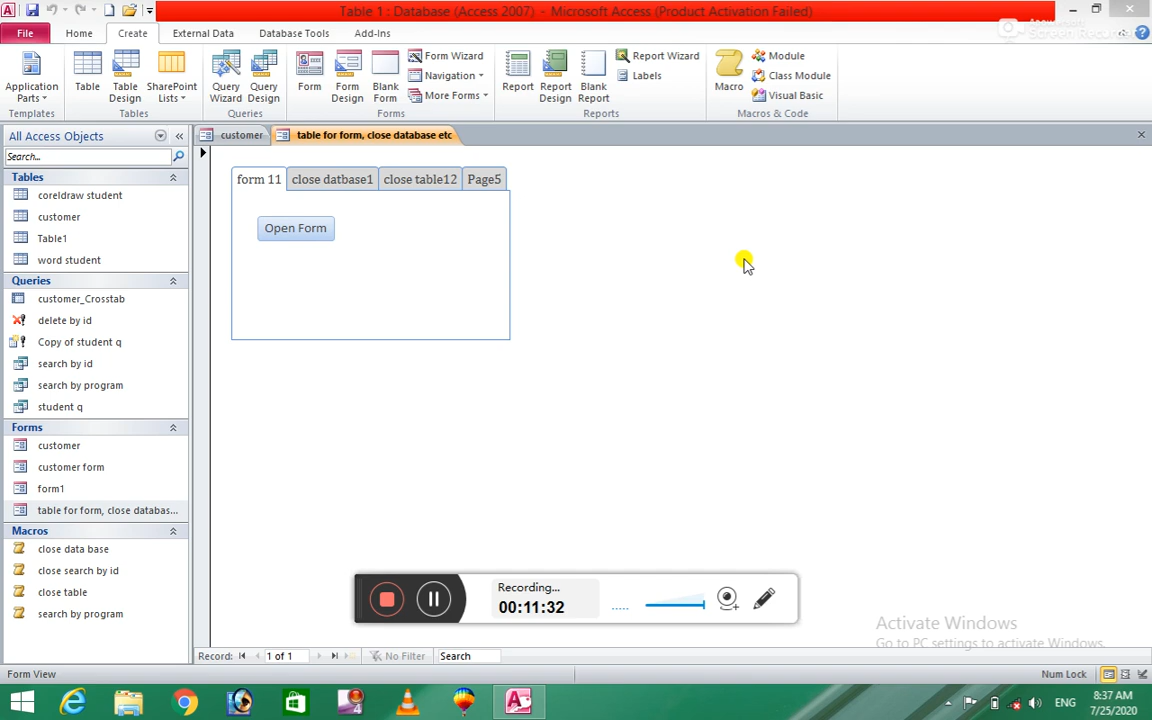 Table 1 : Database (Access 2007) - Microsoft Access (Product Activation Failed)
File Home Create External Data Database Tools Add-Ins
Application Parts
Table
Table Design
SharePoint Lists
Query Wizard
Query Design
Form
Form Design
Blank Form
Form Wizard
Navigation
More Forms
Report
Report Design
Blank Report
Report Wizard
Labels
Macro
Module
Class Module
Visual Basic
Templates Tables Queries Forms Reports Macros & Code
All Access Objects
Search...
Tables
coreldraw student
customer
Table1
word student
Queries
customer_Crosstab
delete by id
Copy of student q
search by id
search by program
student q
Forms
customer
customer form
form1
table for form, close databas...
Macros
close data base
close search by id
close table
search by program
customer table for form, close database etc
form 11 close datbase1 close table12 Page5
Open Form
Recording...
00:11:32
Activate Windows
Go to PC settings to activate Windows.
Record: 1 of 1 No Filter Search
Form View Num Lock
ENG
8:37 AM
7/25/2020